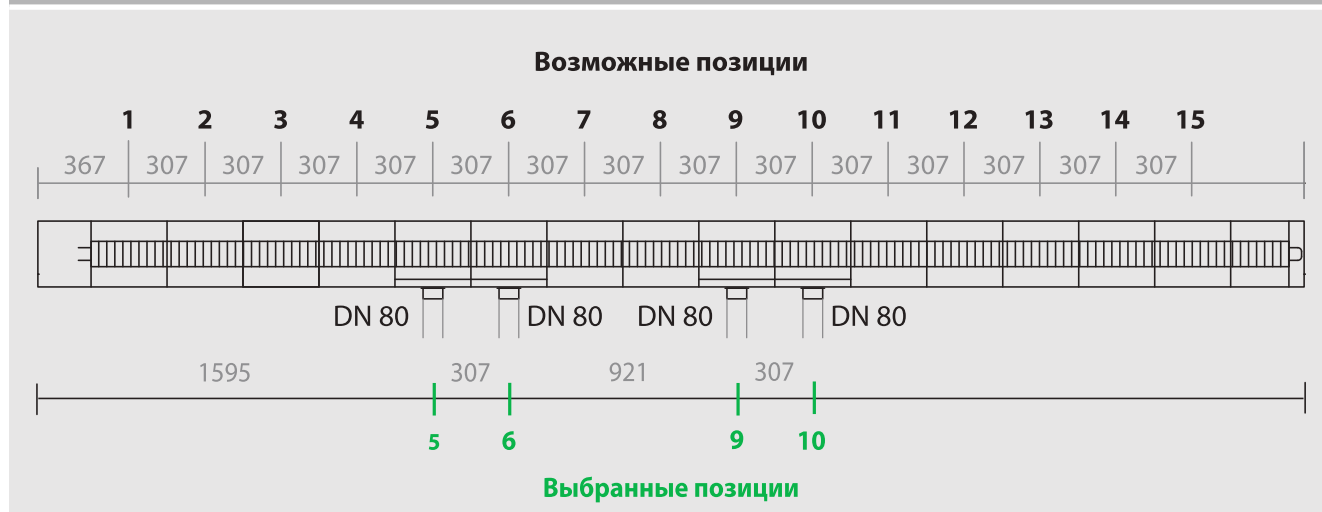 Возможные позиции
1 2 3 4 5 6 7 8 9 10 11 12 13 14 15
367 307 307 307 307 307 307 307 307 307 307 307 307 307 307
DN 80 DN 80 DN 80 DN 80
1595 307 921 307
5 6 9 10
Выбранные позиции